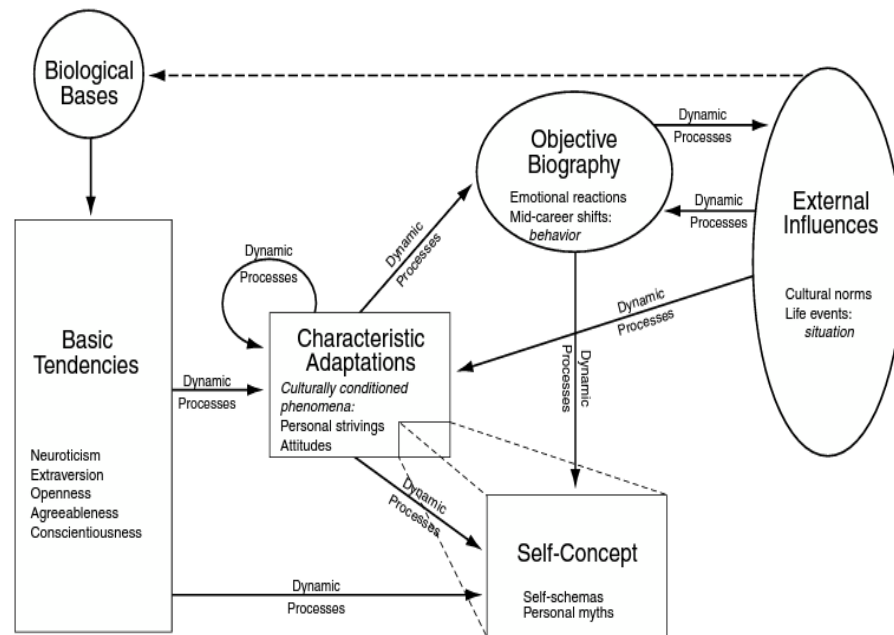 Biological
Bases
Dynamic
Processes
Objective
Biography
Emotional reactions
Mid-career shifts:
behavior
Dynamic
Processes
External
Influences
Cultural norms
Life events:
situation
Dynamic
Processes
Dynamic
Processes
Dynamic
Processes
Basic
Tendencies
Neuroticism
Extraversion
Openness
Agreeableness
Conscientiousness
Dynamic
Processes
Characteristic
Adaptations
Culturally conditioned
phenomena:
Personal strivings
Attitudes
Dynamic
Processes
Dynamic
Processes
Self-Concept
Self-schemas
Personal myths
Dynamic
Processes